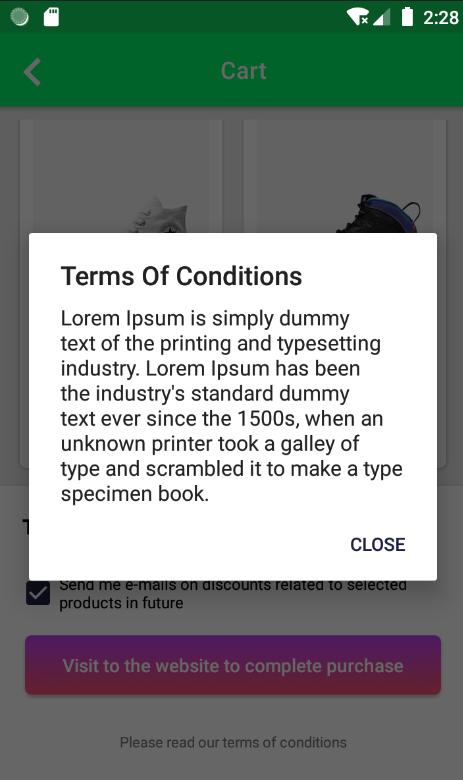 2:28
Cart
Terms Of Conditions
Lorem Ipsum is simply dummy
text of the printing and typesetting
industry. Lorem Ipsum has been
the industry's standard dummy
text ever since the 1500s, when an
unknown printer took a galley of
type and scrambled it to make a type
specimen book.
CLOSE
Send me e-mails on discounts related to selected
products in future
Visit to the website to complete purchase
Please read our terms of conditions